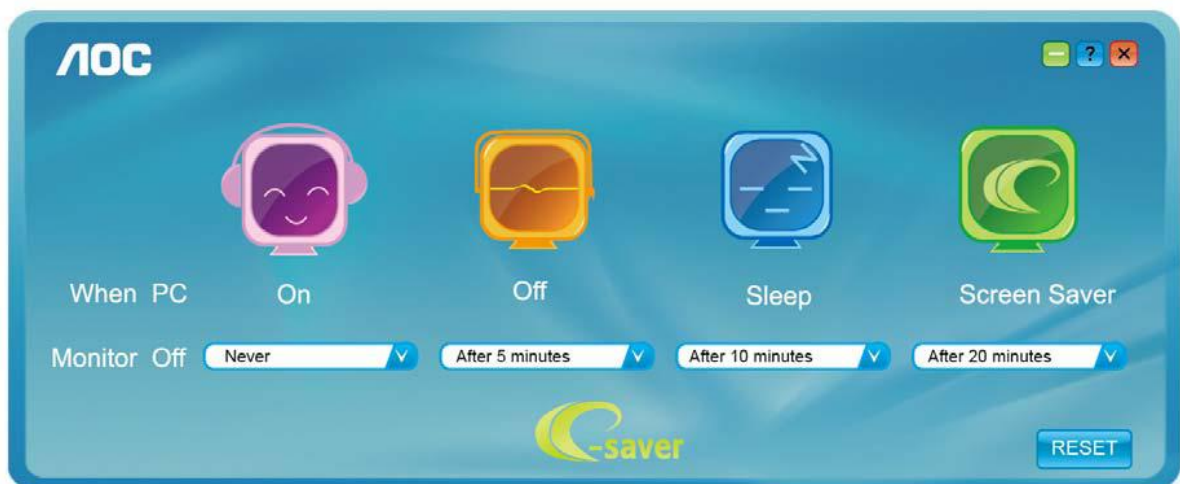 AOC
?
When PC On Off Sleep Screen Saver
Monitor Off Never After 5 minutes After 10 minutes After 20 minutes
e-saver
RESET